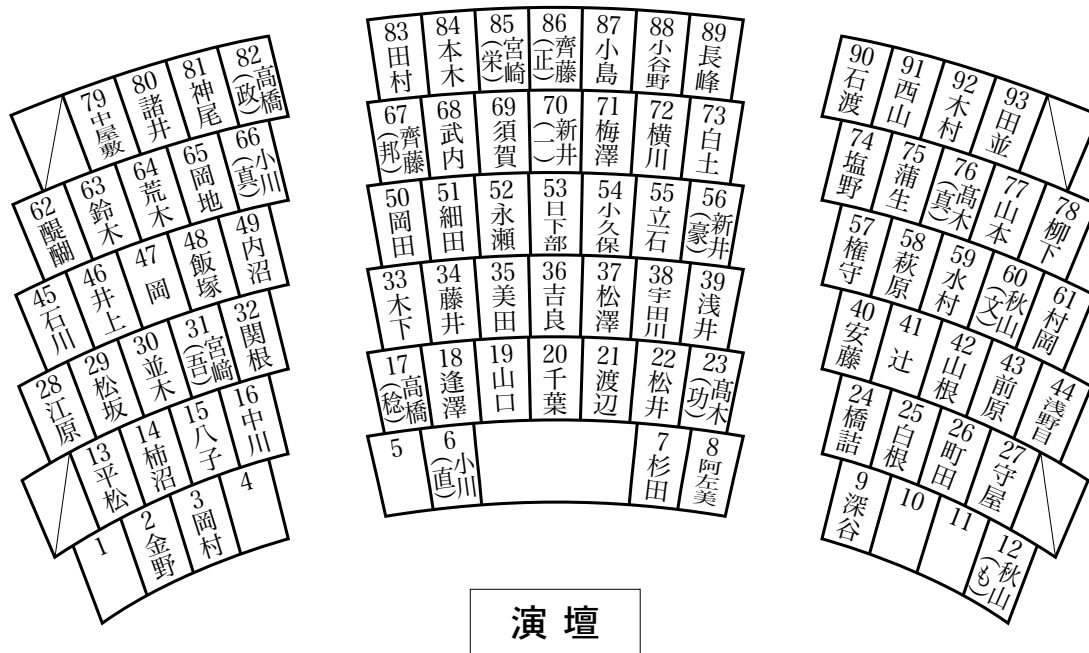 79 中屋敷
80 諸井
81 神尾
82 高橋(政)
62 醍醐
63 鈴木
64 荒木
65 岡地
66 小川(真)
45 石川
46 井上
47 岡
48 飯塚
49 内沼
28 江原
29 松坂
30 並木
31 宮﨑(吾)
32 関根
13 平松
14 柿沼
15 八子
16 中川
1
2 金野
3 岡村
4
83 田村
84 本木
85 宮崎(栄)
86 齊藤(正)
87 小島
88 小谷野
89 長峰
67 齊藤(邦)
68 武内
69 須賀
70 新井(一)
71 梅澤
72 横川
73 白土
50 岡田
51 細田
52 永瀬
53 日下部
54 小久保
55 立石
56 新井(豪)
33 木下
34 藤井
35 美田
36 吉良
37 松澤
38 宇田川
39 浅井
17 高橋(稔)
18 逢澤
19 山口
20 千葉
21 渡辺
22 松井
23 髙木(功)
5
6 小川(直)
7 杉田
8 阿左美
90 石渡
91 西山
92 木村
93 田並
74 塩野
75 蒲生
76 髙木(真)
77 山本
78 柳下
57 権守
58 萩原
59 水村
60 秋山(文)
61 村岡
40 安藤
41 辻
42 山根
43 前原
44 浅野目
24 橋詰
25 白根
26 町田
27 守屋
9 深谷
10
11
12 秋山(も)
演壇